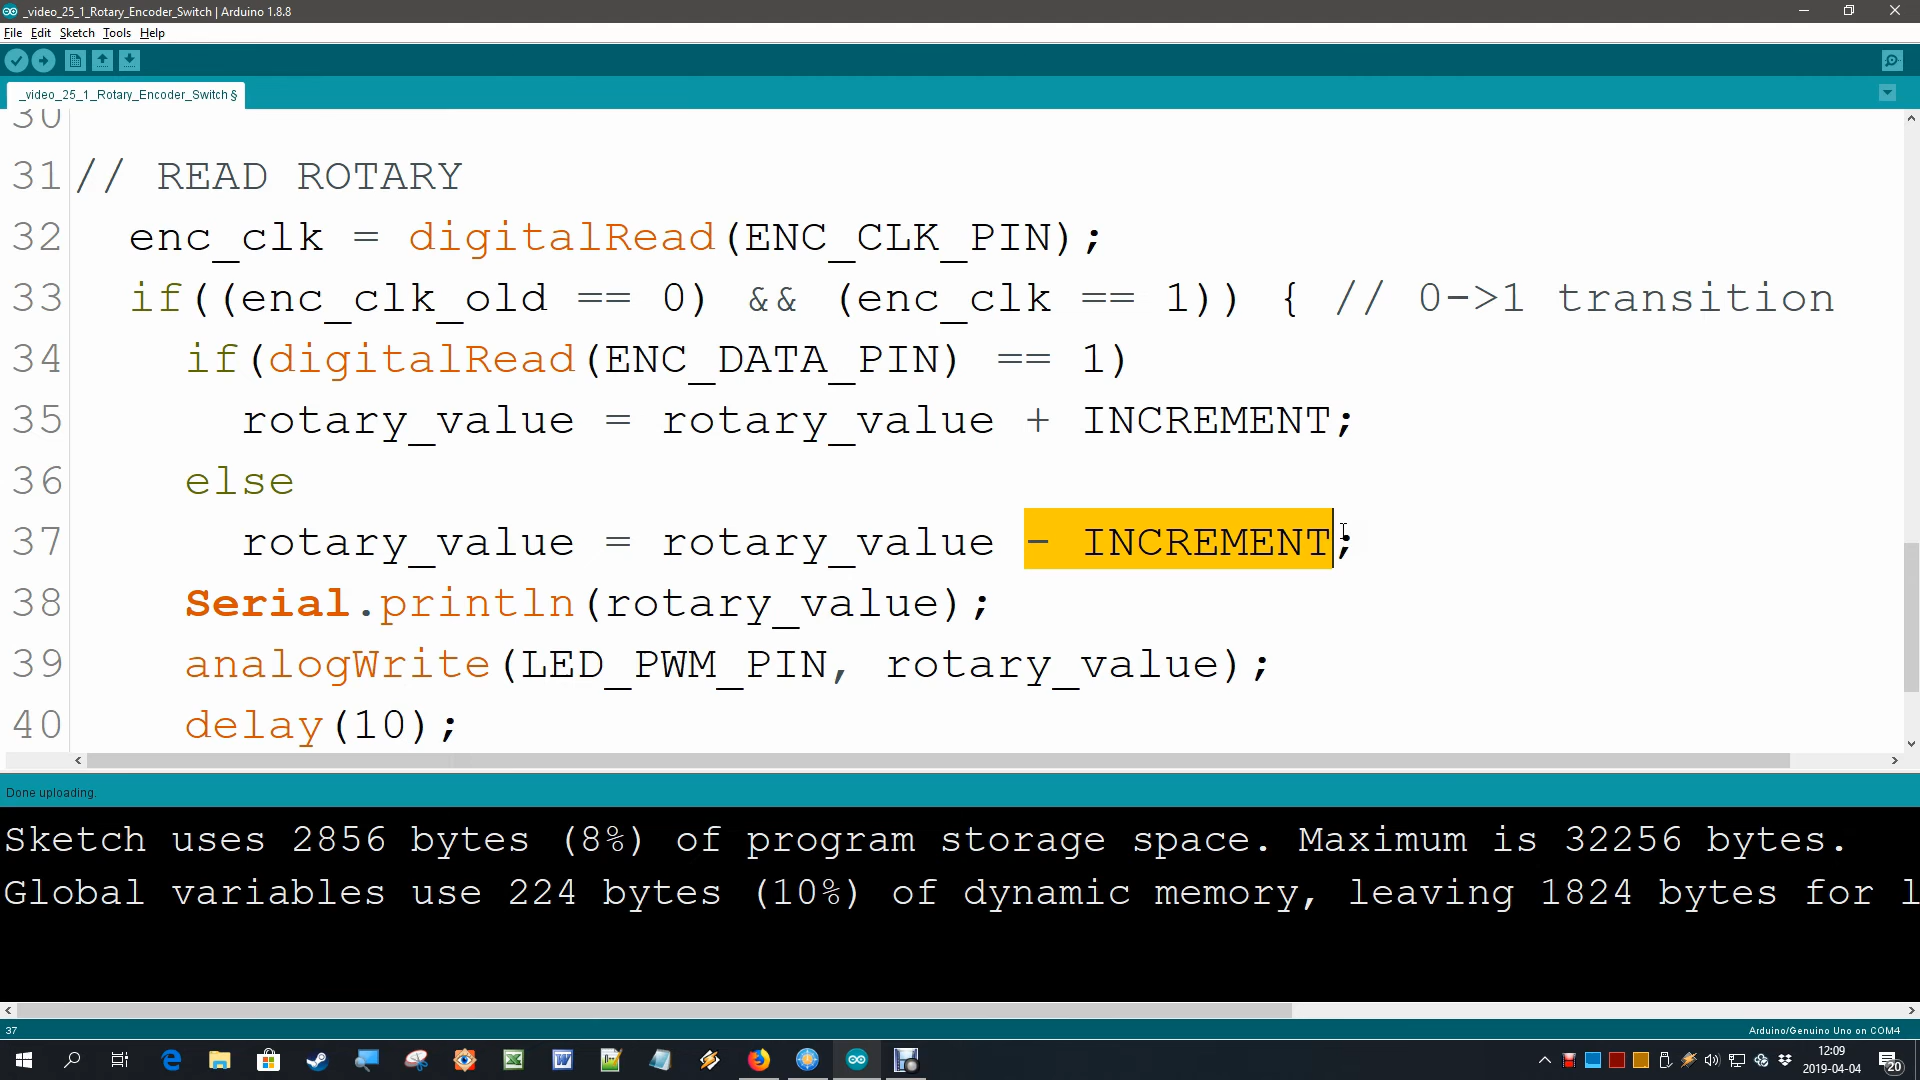 _video_25_1_Rotary_Encoder_Switch | Arduino 1.8.8
File Edit Sketch Tools Help
_video_25_1_Rotary_Encoder_Switch §
30
31 // READ ROTARY
32 enc_clk = digitalRead(ENC_CLK_PIN);
33 if((enc_clk_old == 0) && (enc_clk == 1)) { // 0->1 transition
34 if(digitalRead(ENC_DATA_PIN) == 1)
35 rotary_value = rotary_value + INCREMENT;
36 else
37 rotary_value = rotary_value - INCREMENT;
38 Serial.println(rotary_value);
39 analogWrite(LED_PWM_PIN, rotary_value);
40 delay(10);
Done uploading.
Sketch uses 2856 bytes (8%) of program storage space. Maximum is 32256 bytes.
Global variables use 224 bytes (10%) of dynamic memory, leaving 1824 bytes for l
37
Arduino/Genuino Uno on COM4
12:09
2019-04-04
20